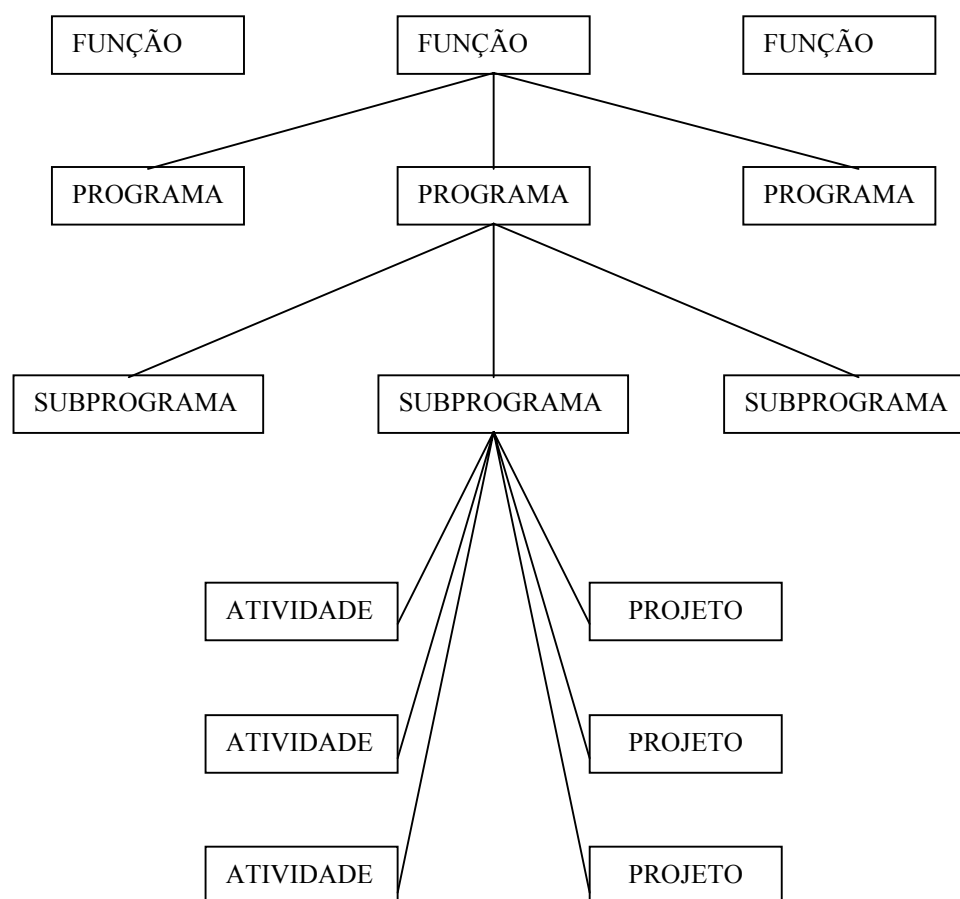 FUNÇÃO FUNÇÃO FUNÇÃO
PROGRAMA PROGRAMA PROGRAMA
SUBPROGRAMA SUBPROGRAMA SUBPROGRAMA
ATIVIDADE PROJETO
ATIVIDADE PROJETO
ATIVIDADE PROJETO